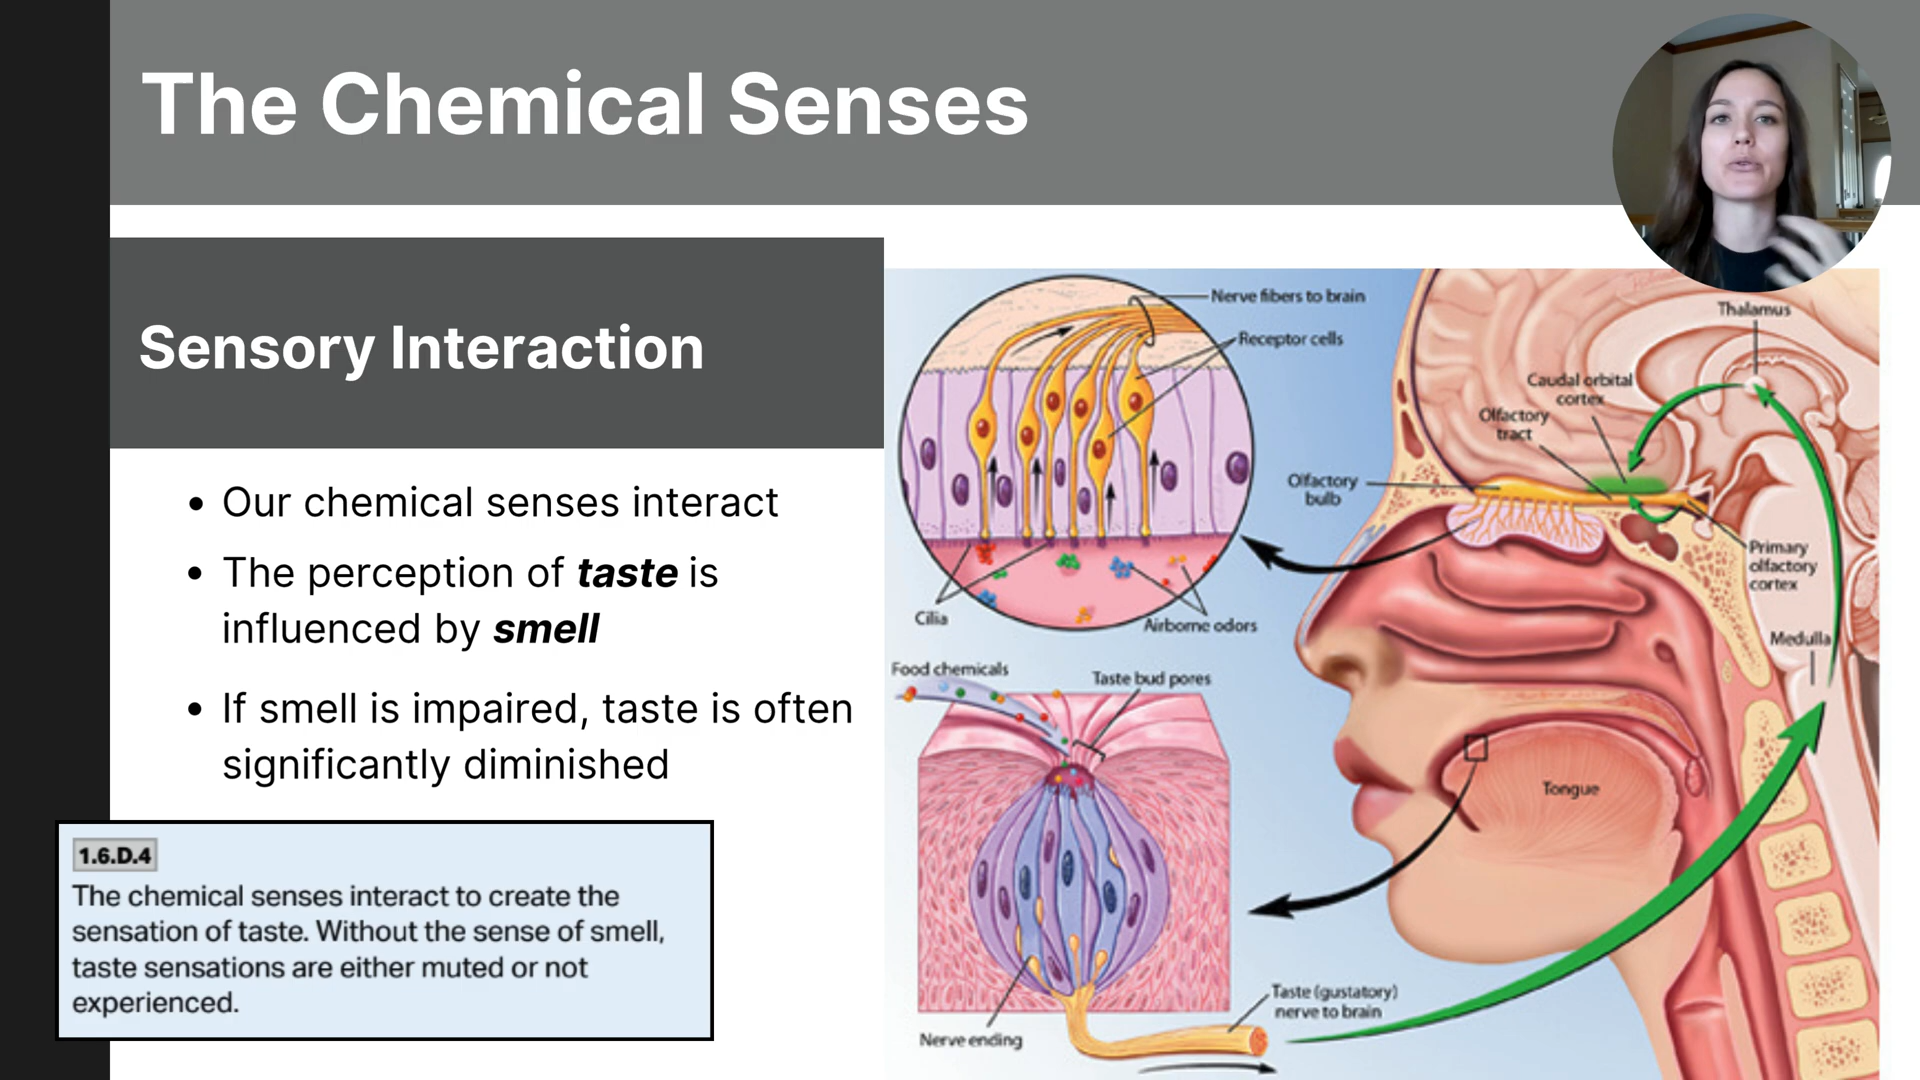 The Chemical Senses
Sensory Interaction
• Our chemical senses interact
• The perception of taste is
influenced by smell
• If smell is impaired, taste is often
significantly diminished
1.6.D.4
The chemical senses interact to create the
sensation of taste. Without the sense of smell,
taste sensations are either muted or not
experienced.
Nerve fibers to brain
Receptor cells
Cilia
Airborne odors
Food chemicals
Taste bud pores
Nerve ending
Taste (gustatory)
nerve to brain
Thalamus
Caudal orbital
cortex
Olfactory
tract
Olfactory
bulb
Primary
olfactory
cortex
Medulla
Tongue